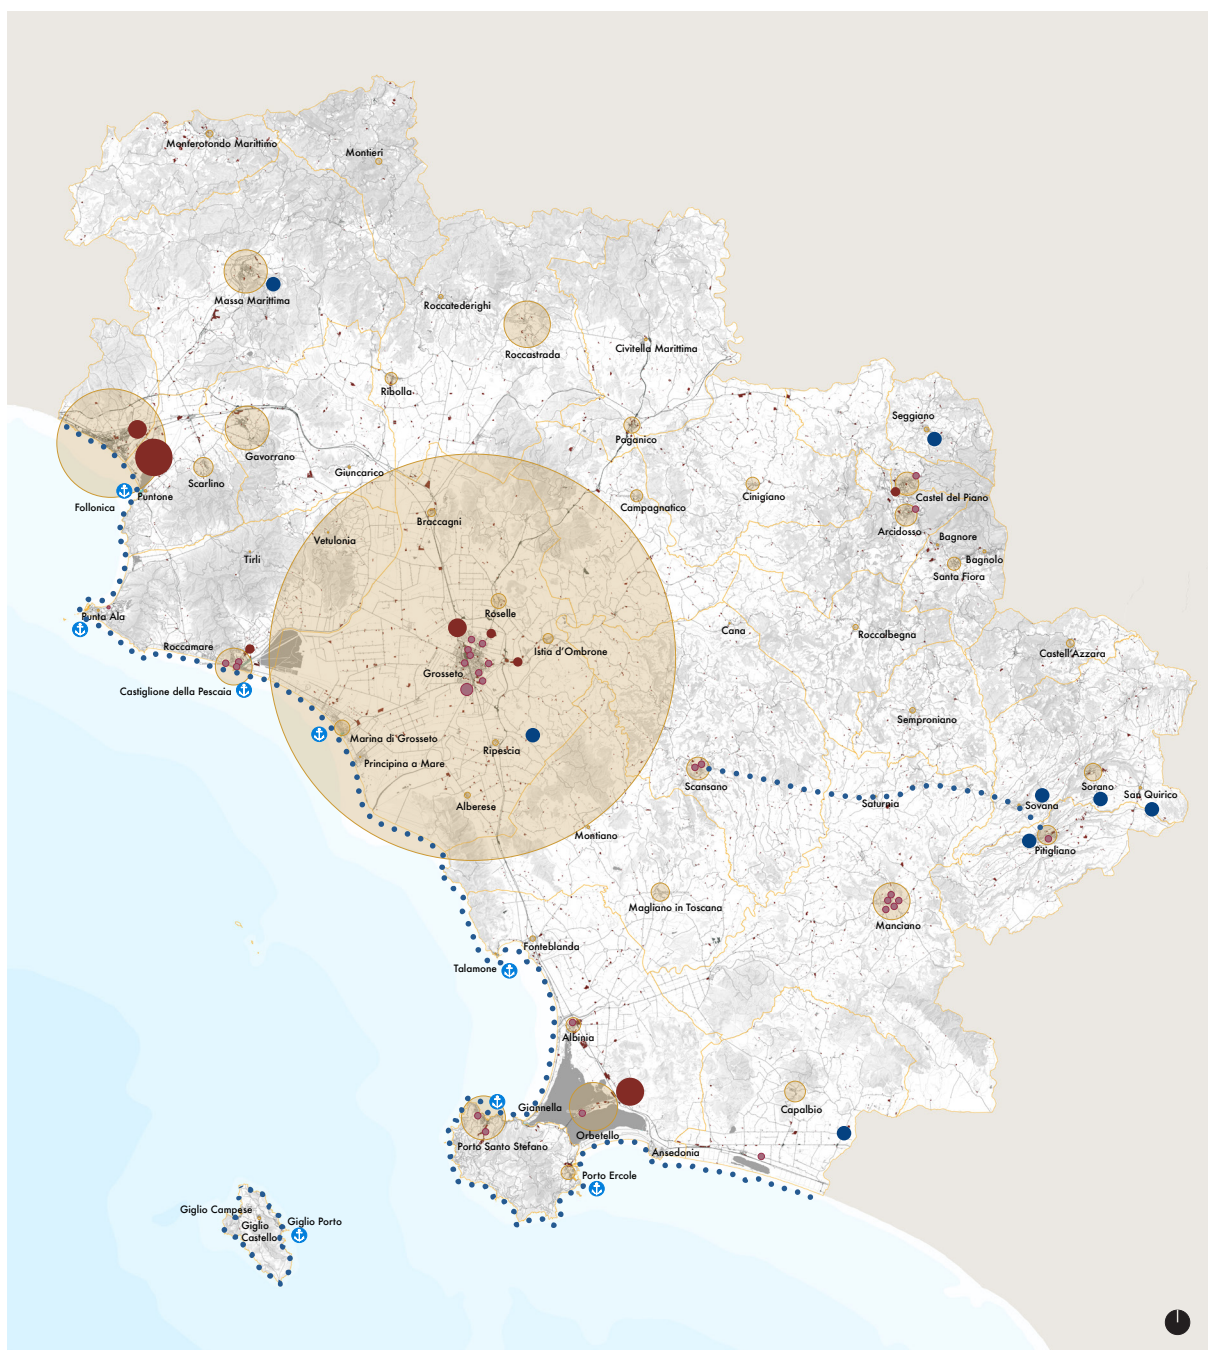 Monterotondo Marittimo
Montieri
Massa Marittima
Roccatederighi
Roccastrada
Civitella Marittima
Ribolla
Seggiano
Paganico
Gavorrano
Giuncarico
Scarlino
Puntone
Castel del Piano
Cinigiano
Follonica
Campagnatico
Braccagni
Arcidosso
Bagnore
Vetulonia
Tirli
Bagnolo
Santa Fiora
Roselle
Punta Ala
Cana
Roccalbegna
Roccamare
Istia d'Ombrone
Castell'Azzara
Grosseto
Castiglione della Pescaia
Semproniano
Marina di Grosseto
Ripescia
Principina a Mare
Scansano
Sorano
San Quirico
Saturnia
Sovana
Alberese
Montiano
Pitigliano
Magliano in Toscana
Manciano
Fonteblanda
Talamone
Albinia
Giannella
Capalbio
Orbetello
Porto Santo Stefano
Ansedonia
Porto Ercole
Giglio Campese
Giglio Porto
Giglio
Castello